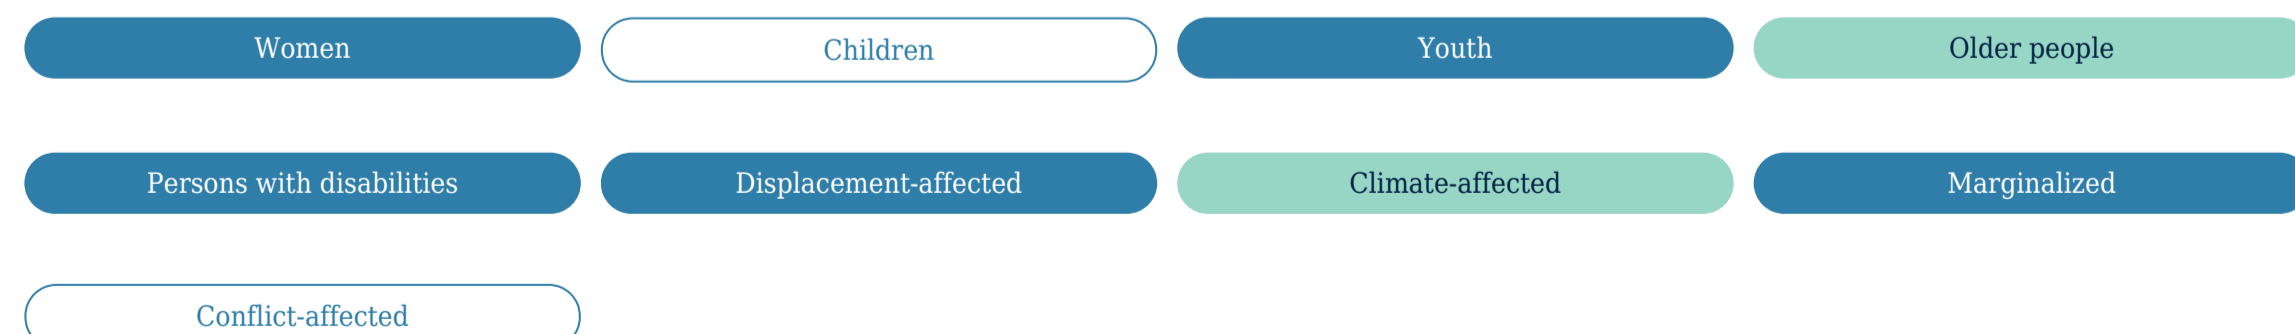 Women
Children
Youth
Older people
Persons with disabilities
Displacement-affected
Climate-affected
Marginalized
Conflict-affected